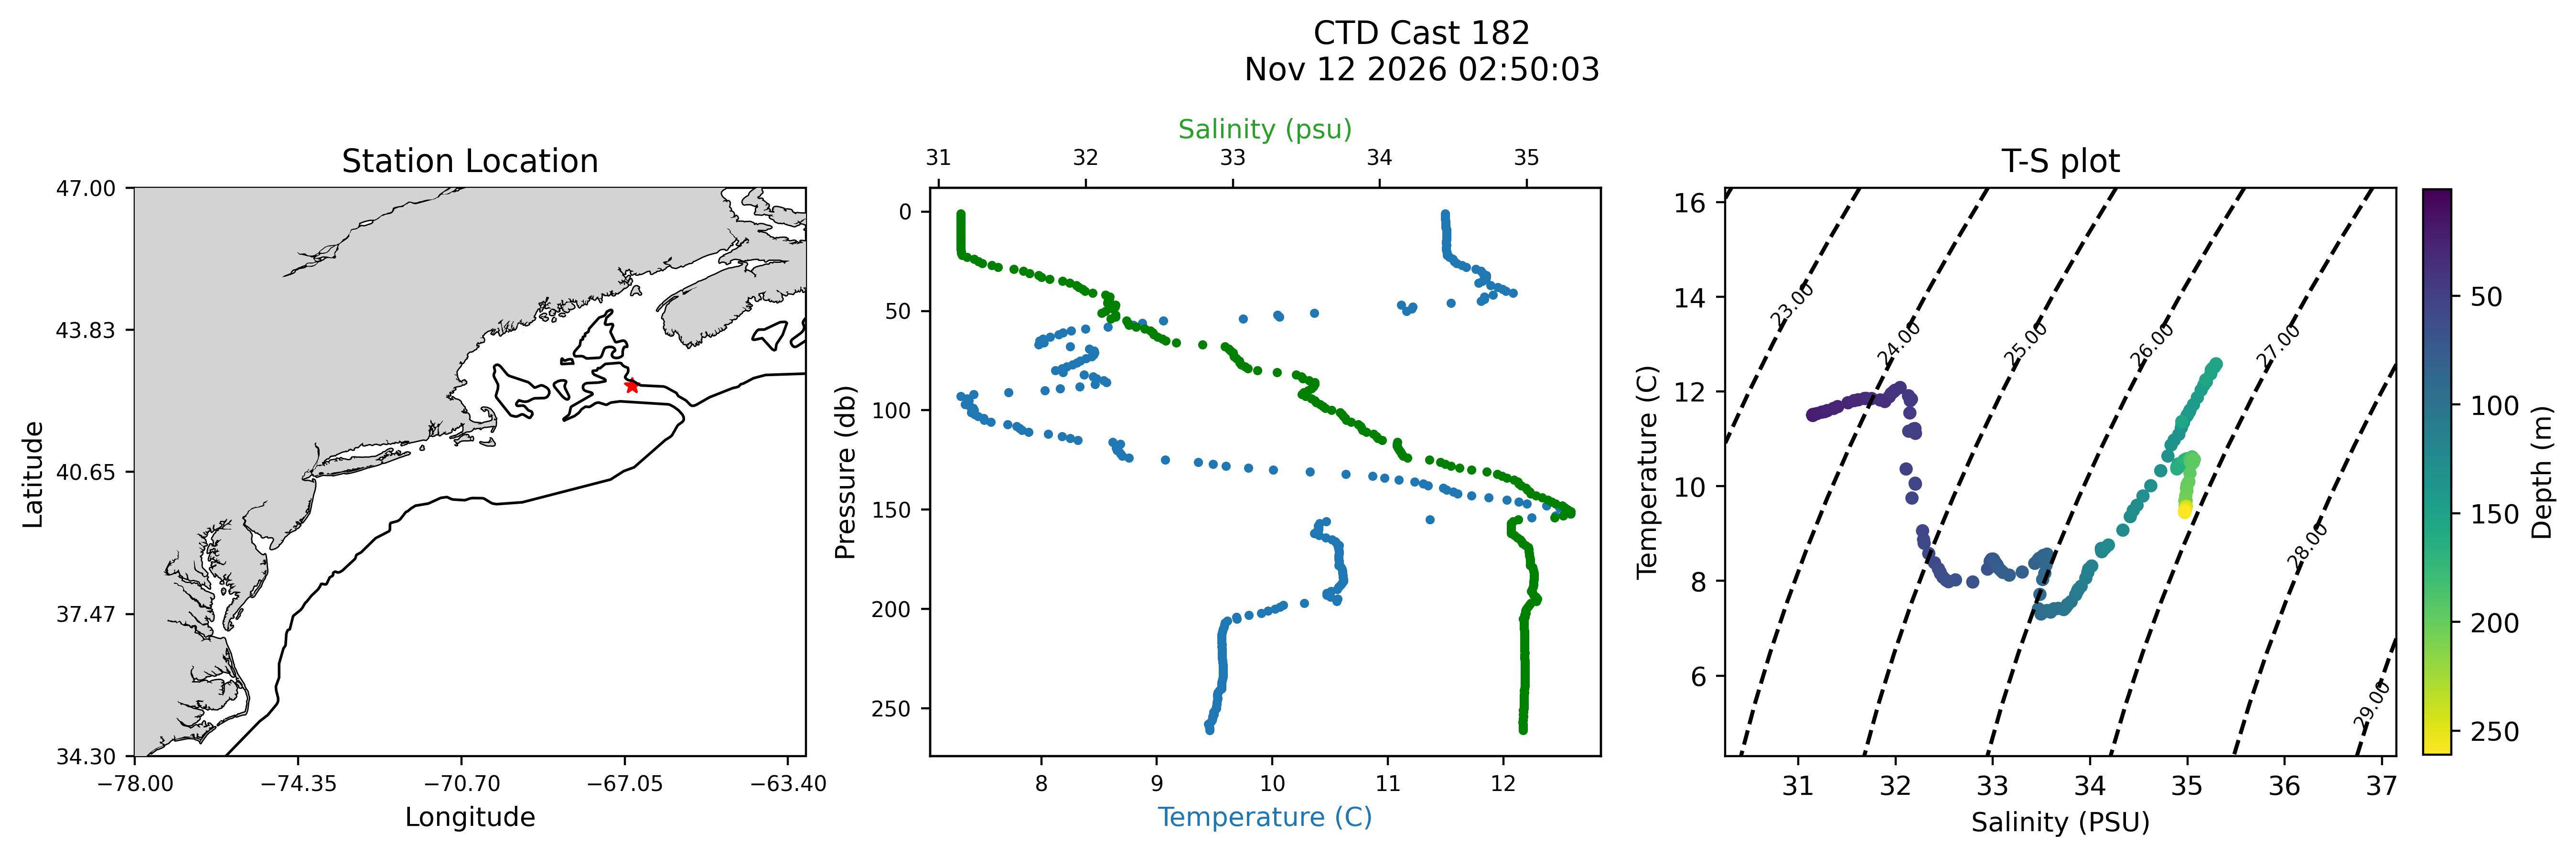 CTD Cast 182
Nov 12 2026 02:50:03
Station Location
47.00
43.83
40.65
37.47
34.30
Latitude
−78.00 −74.35 −70.70 −67.05 −63.40
Longitude
Salinity (psu)
31 32 33 34 35
0
50
100
150
200
250
Pressure (db)
8 9 10 11 12
Temperature (C)
T-S plot
16
14
12
10
8
6
Temperature (C)
23.00
24.00
25.00
26.00
27.00
28.00
29.00
31 32 33 34 35 36 37
Salinity (PSU)
50
100
150
200
250
Depth (m)